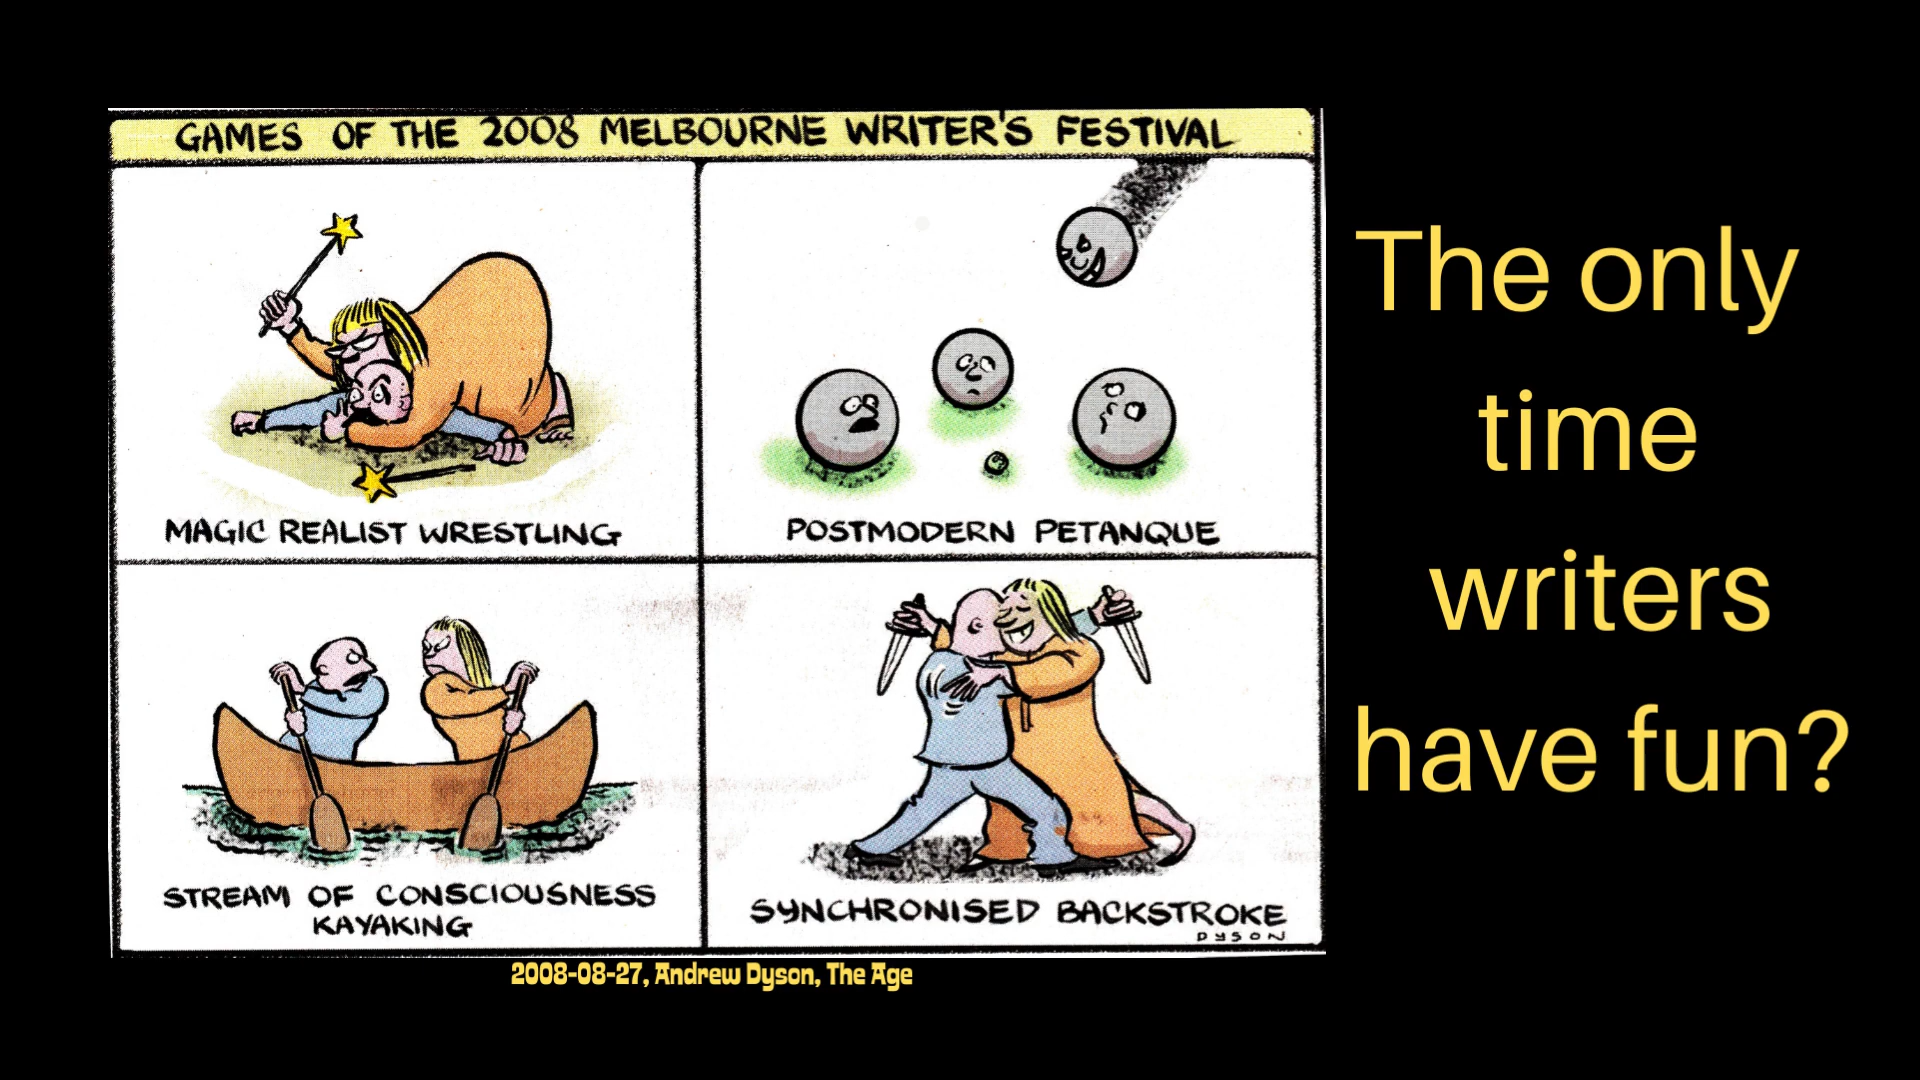 GAMES OF THE 2008 MELBOURNE WRITER'S FESTIVAL
MAGIC REALIST WRESTLING
POSTMODERN PETANQUE
STREAM OF CONSCIOUSNESS
KAYAKING
SYNCHRONISED BACKSTROKE
DYSON
2008-08-27, Andrew Dyson, The Age
The only
time
writers
have fun?